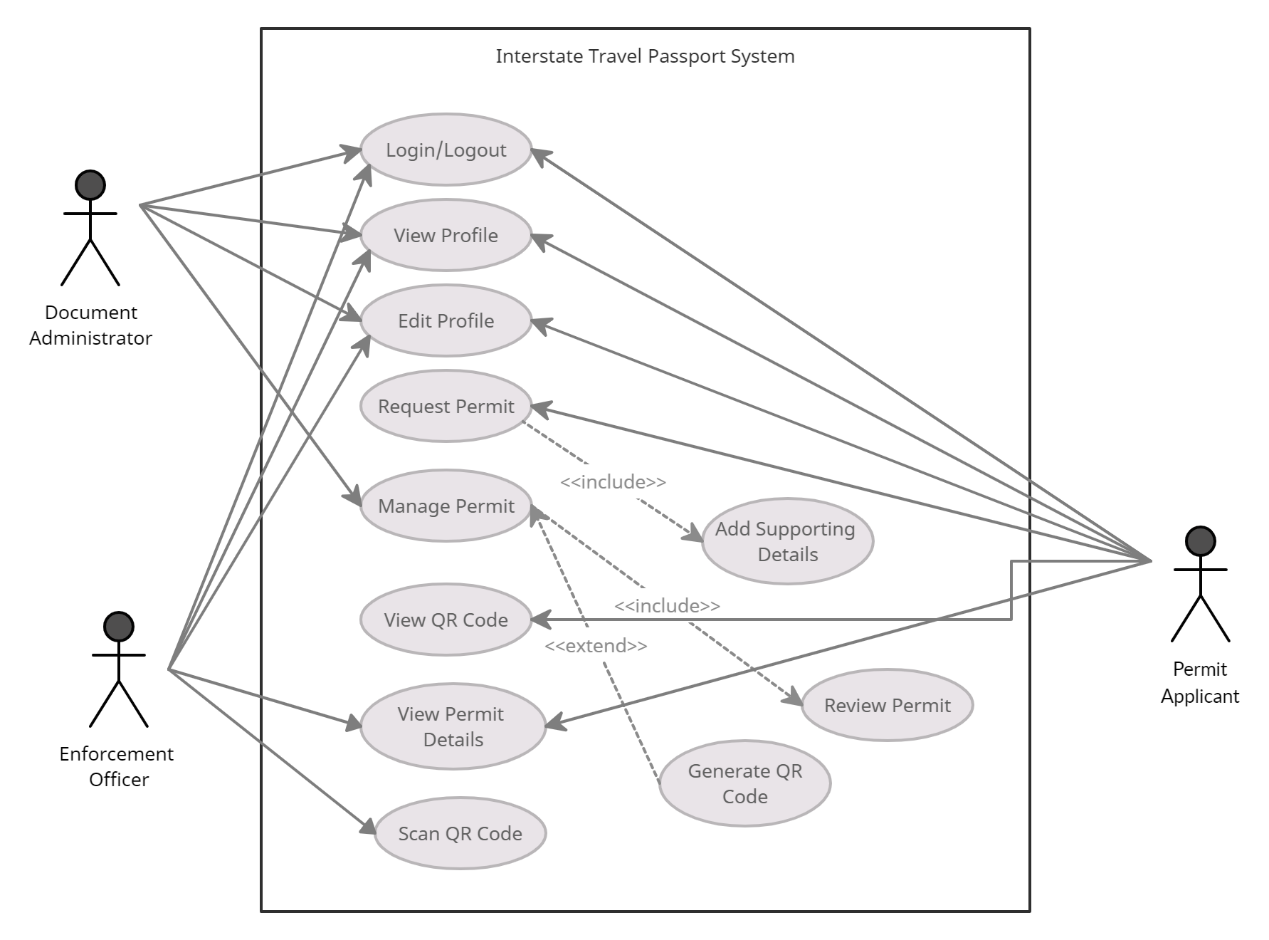 Interstate Travel Passport System
Login/Logout
View Profile
Document
Administrator
Edit Profile
Request Permit
<<include>>
Manage Permit
Add Supporting
Details
<<include>>
View QR Code
<<extend>>
Permit
Applicant
Review Permit
View Permit
Details
Enforcement
Officer
Generate QR
Code
Scan QR Code